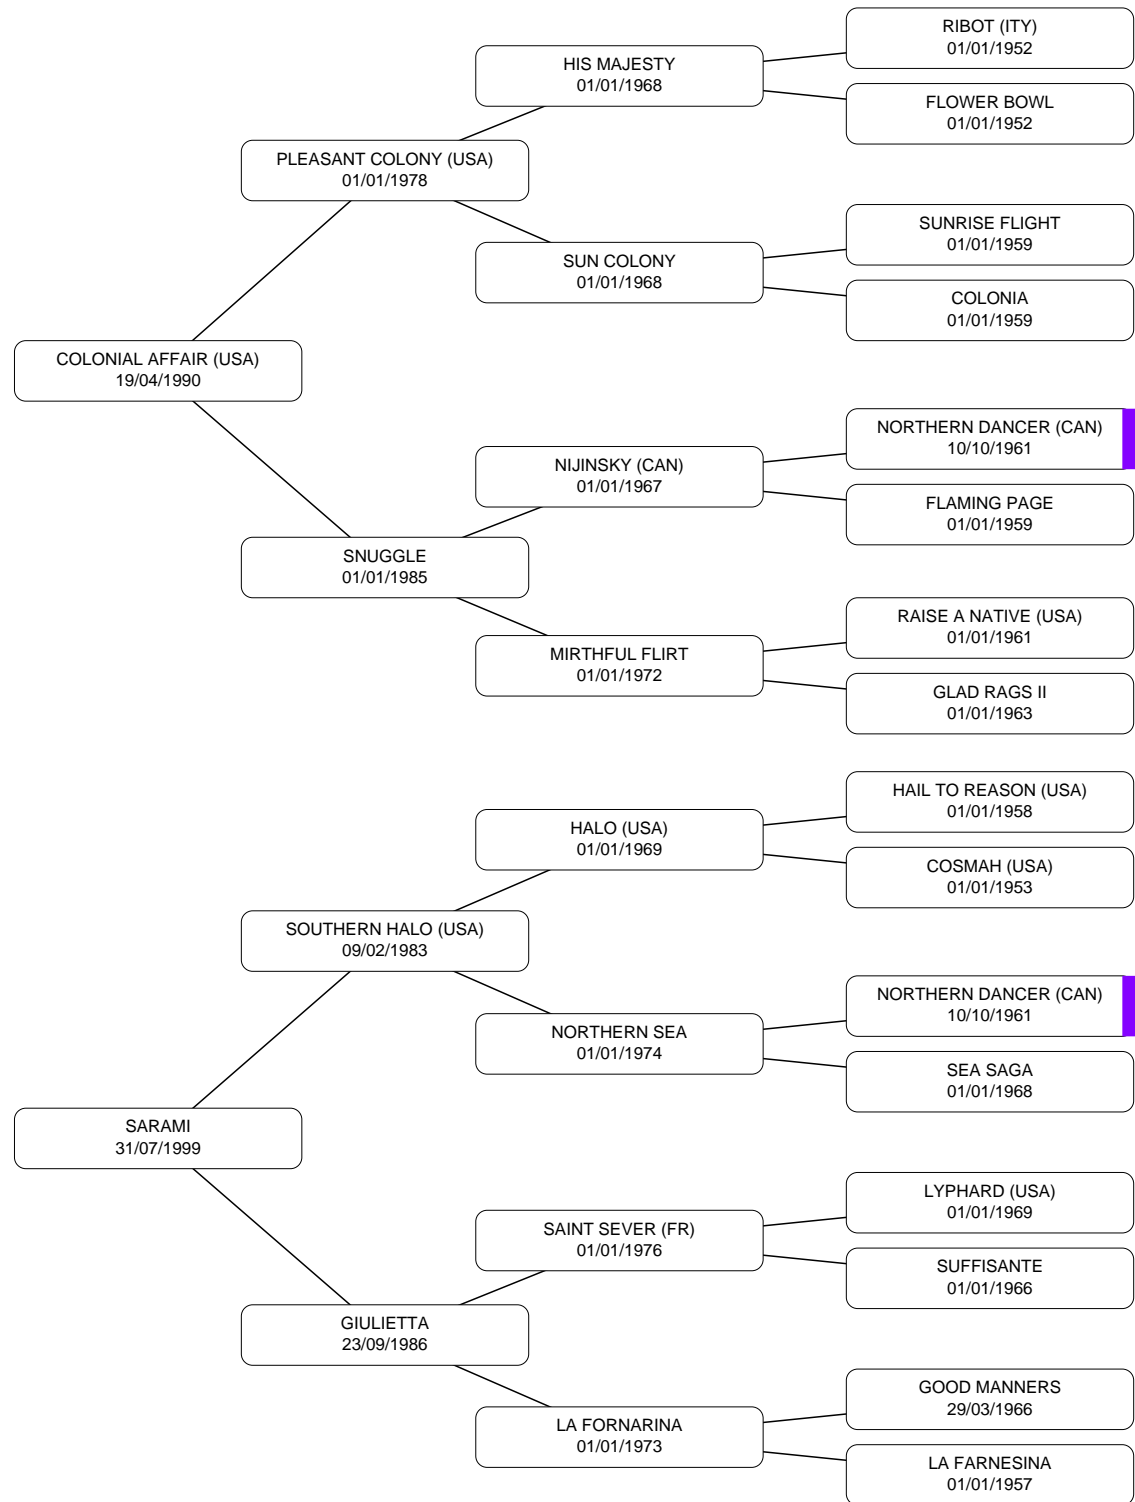 RIBOT (ITY)
01/01/1952
HIS MAJESTY
01/01/1968
FLOWER BOWL
01/01/1952
PLEASANT COLONY (USA)
01/01/1978
SUNRISE FLIGHT
01/01/1959
SUN COLONY
01/01/1968
COLONIA
01/01/1959
COLONIAL AFFAIR (USA)
19/04/1990
NORTHERN DANCER (CAN)
10/10/1961
NIJINSKY (CAN)
01/01/1967
FLAMING PAGE
01/01/1959
SNUGGLE
01/01/1985
RAISE A NATIVE (USA)
01/01/1961
MIRTHFUL FLIRT
01/01/1972
GLAD RAGS II
01/01/1963
HAIL TO REASON (USA)
01/01/1958
HALO (USA)
01/01/1969
COSMAH (USA)
01/01/1953
SOUTHERN HALO (USA)
09/02/1983
NORTHERN DANCER (CAN)
10/10/1961
NORTHERN SEA
01/01/1974
SEA SAGA
01/01/1968
SARAMI
31/07/1999
LYPHARD (USA)
01/01/1969
SAINT SEVER (FR)
01/01/1976
SUFFISANTE
01/01/1966
GIULIETTA
23/09/1986
GOOD MANNERS
29/03/1966
LA FORNARINA
01/01/1973
LA FARNESINA
01/01/1957